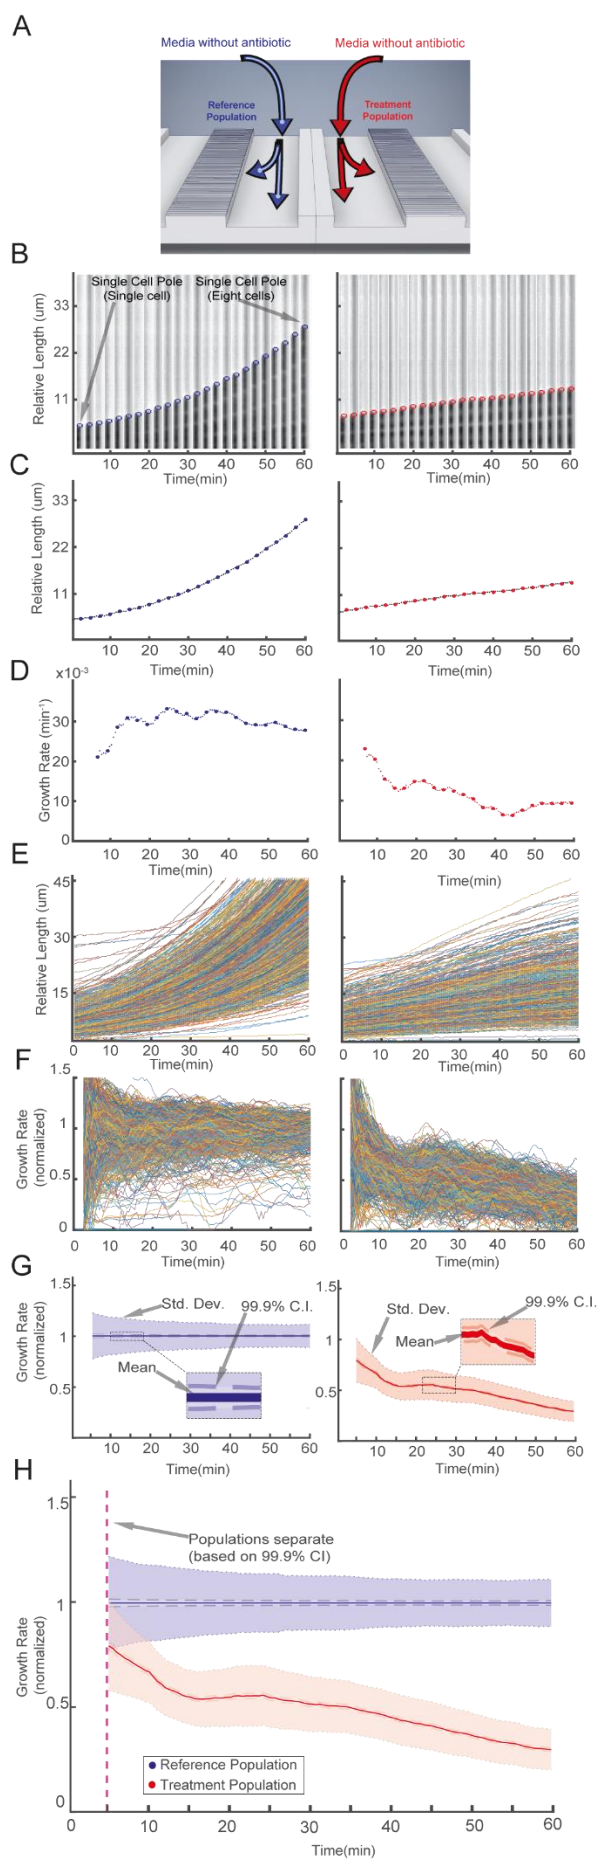 A
Media without antibiotic
Media without antibiotic
Reference
Population
Treatment
Population
B
Single Cell Pole
(Single cell)
Single Cell Pole
(Eight cells)
Relative Length (um)
33
22
11
10 20 30 40 50 60
Time(min)
10 20 30 40 50 60
Time(min)
C
Relative Length (um)
33
22
11
10 20 30 40 50 60
Time(min)
10 20 30 40 50 60
Time(min)
D
x10-3
Growth Rate (min-1)
30
20
10
0
10 20 30 40 50 60
Time(min)
10 20 30 40 50 60
Time(min)
E
Relative Length (um)
45
30
15
0 10 20 30 40 50 60
Time(min)
0 10 20 30 40 50 60
Time(min)
F
Growth Rate
(normalized)
1.5
1
0.5
0
0 10 20 30 40 50 60
Time(min)
0 10 20 30 40 50 60
Time(min)
G
Growth Rate
(normalized)
1.5
1
0.5
Std. Dev.
99.9% C.I.
Mean
0 10 20 30 40 50 60
Time(min)
1.5
1
0.5
Std. Dev.
99.9% C.I.
Mean
0 10 20 30 40 50 60
Time(min)
H
Growth Rate
(normalized)
1.5
1
0.5
0
Populations separate
(based on 99.9% CI)
Reference Population
Treatment Population
0 10 20 30 40 50 60
Time(min)